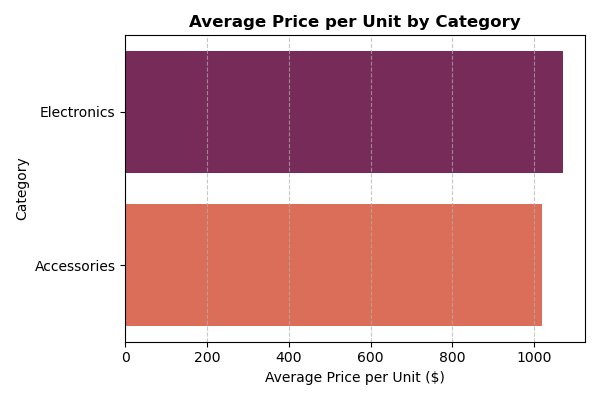 Average Price per Unit by Category
Electronics
Accessories
Category
0 200 400 600 800 1000
Average Price per Unit ($)